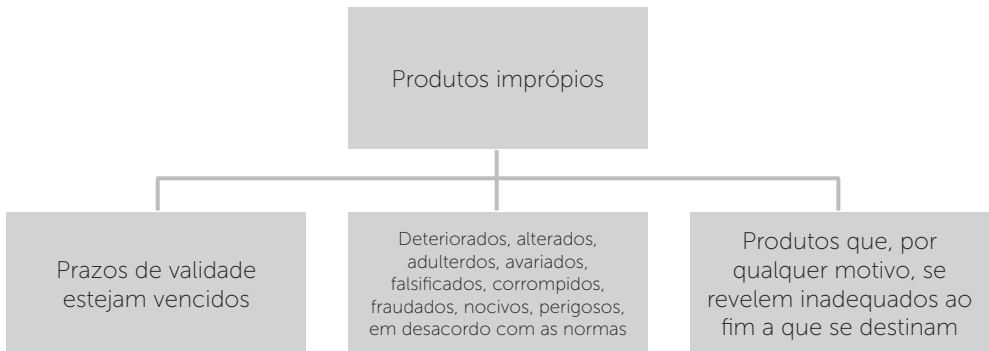 Produtos imprópios
Prazos de validade
estejam vencidos
Deteriorados, alterados,
adulterdos, avariados,
falsificados, corrompidos,
fraudados, nocivos, perigosos,
em desacordo com as normas
Produtos que, por
qualquer motivo, se
revelem inadequados ao
fim a que se destinam